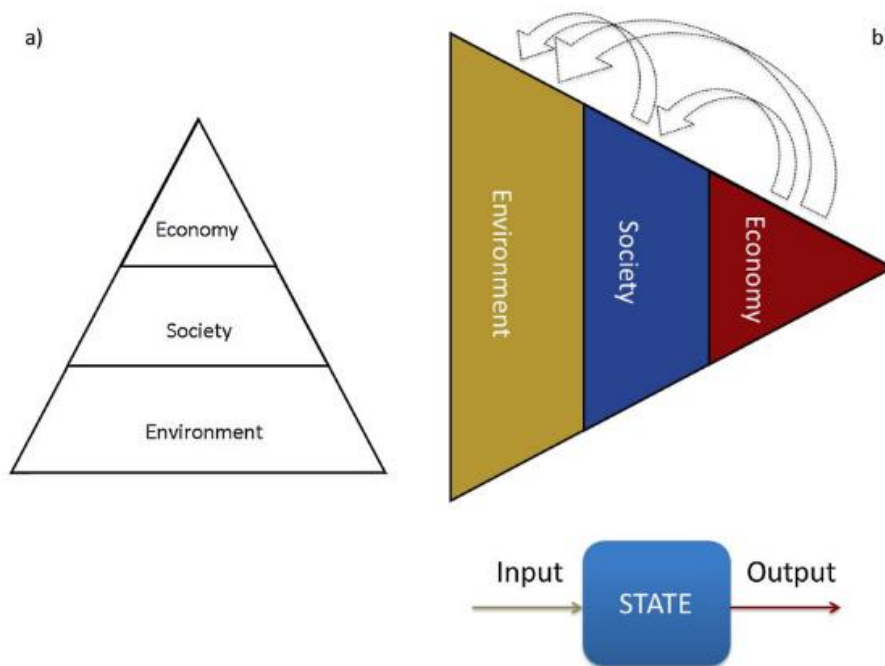 a)
Economy
Society
Environment
b)
Environment
Society
Economy
Input
STATE
Output